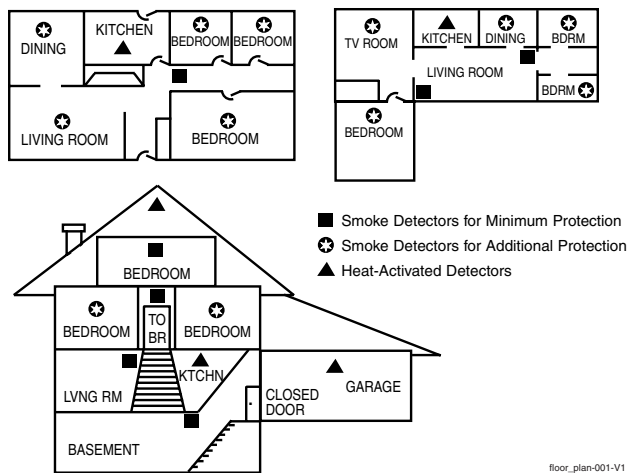 DINING
KITCHEN
BEDROOM
BEDROOM
LIVING ROOM
BEDROOM
TV ROOM
KITCHEN
DINING
BDRM
LIVING ROOM
BDRM
BEDROOM
Smoke Detectors for Minimum Protection
Smoke Detectors for Additional Protection
Heat-Activated Detectors
BEDROOM
BEDROOM
TO
BR
BEDROOM
LVNG RM
KTCHN
CLOSED
DOOR
GARAGE
BASEMENT
floor_plan-001-V1